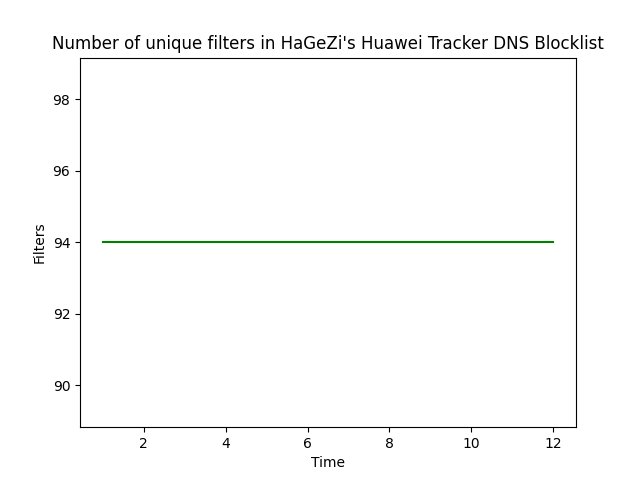 Number of unique filters in HaGeZi's Huawei Tracker DNS Blocklist
98
96
94
92
90
Filters
2 4 6 8 10 12
Time